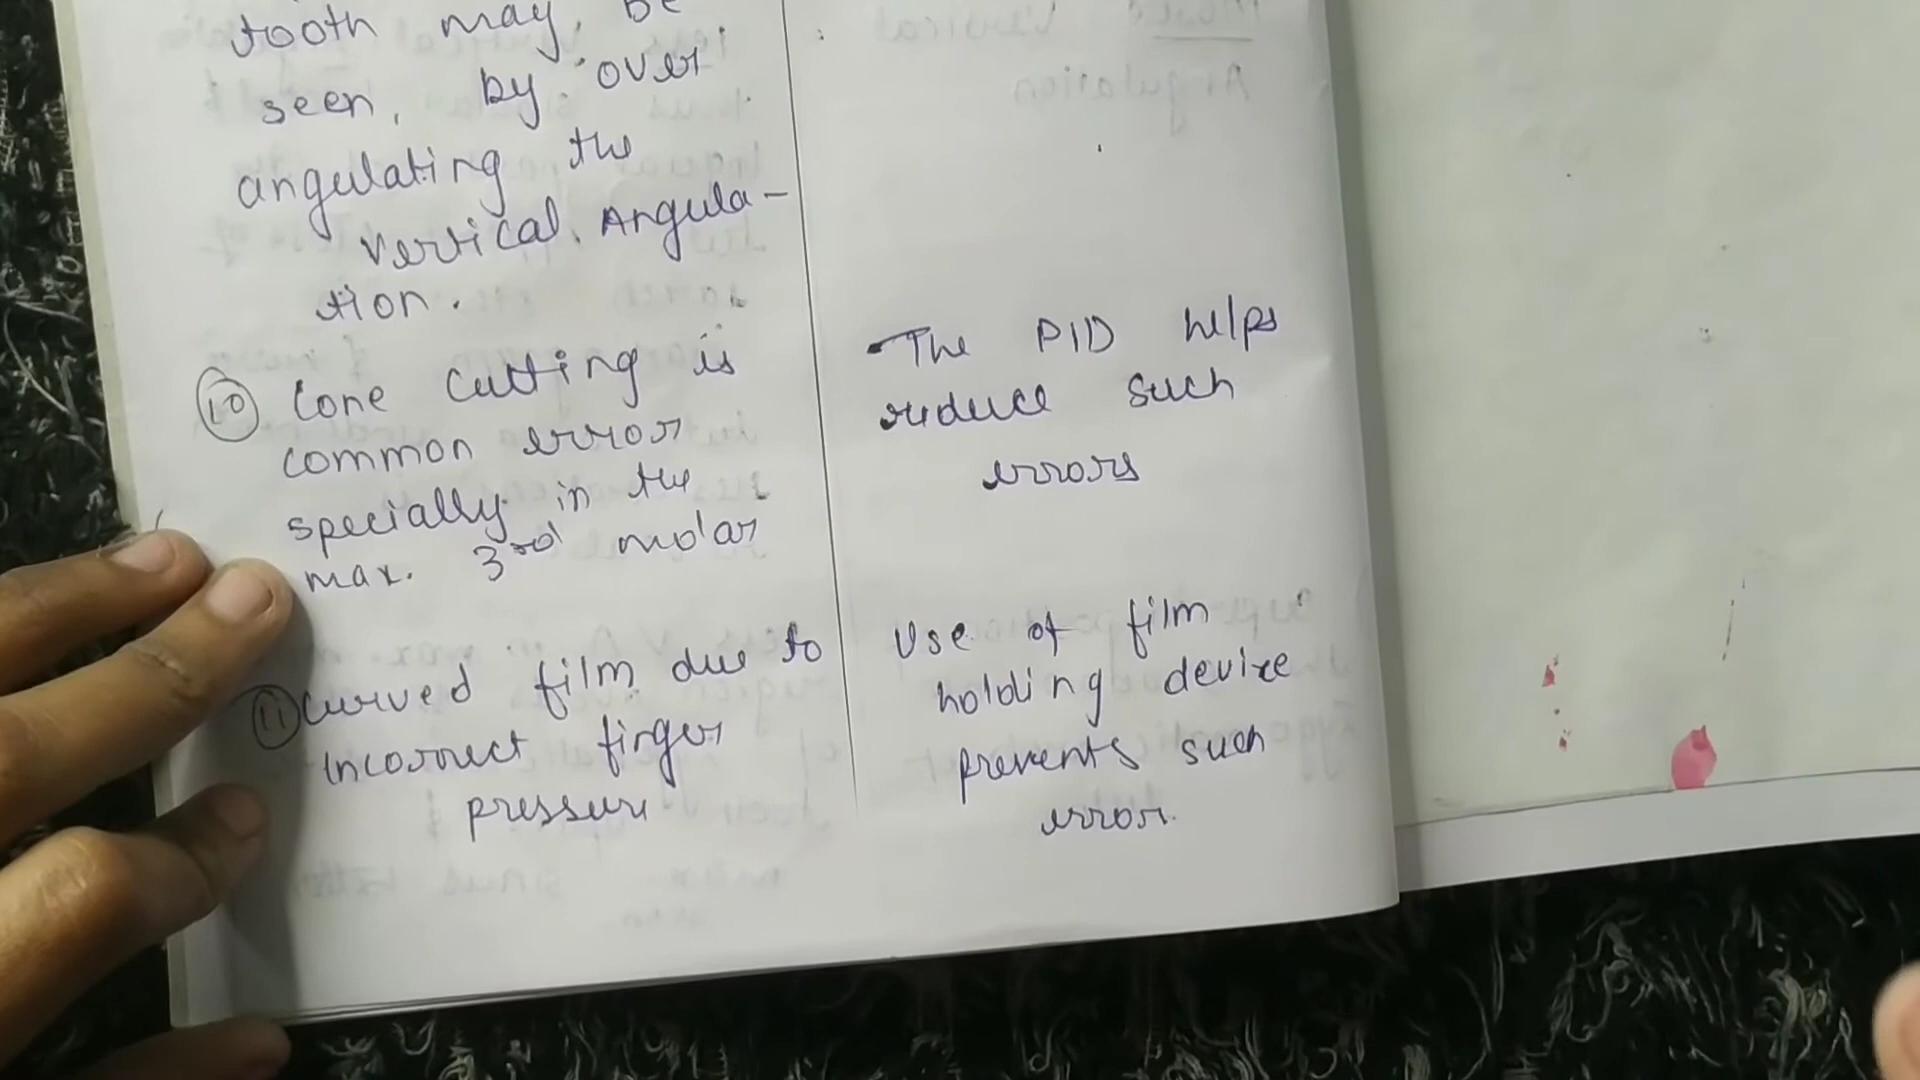 tooth may be
seen, by over
angulating the
vertical Angula-
tion.
10 Cone Cutting is
common error
specially in the
max. 3rd molar
11 Curved film due to
incorrect finger
pressure
- The PID helps
reduce such
errors
Use of film
holding device
prevents such
error.